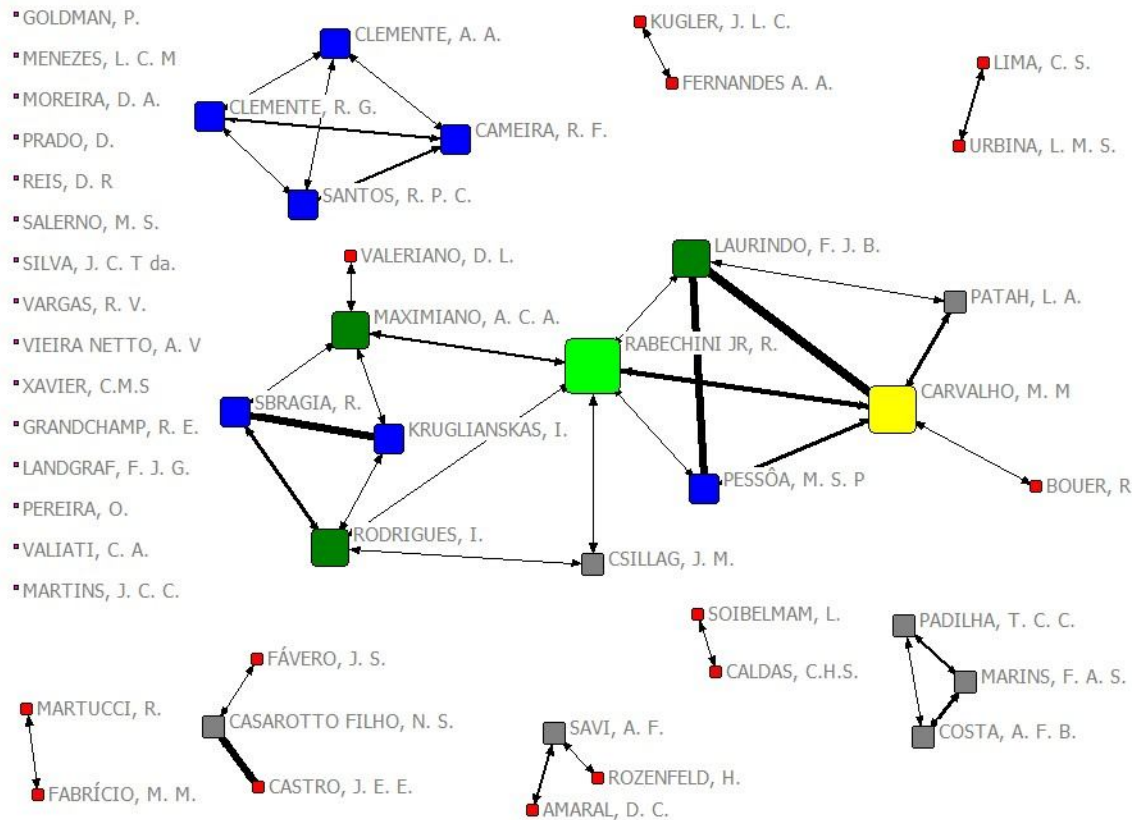 GOLDMAN, P.
MENEZES, L. C. M
MOREIRA, D. A.
PRADO, D.
REIS, D. R
SALERNO, M. S.
SILVA, J. C. T da.
VARGAS, R. V.
VIEIRA NETTO, A. V
XAVIER, C.M.S
GRANDCHAMP, R. E.
LANDGRAF, F. J. G.
PEREIRA, O.
VALIATI, C. A.
MARTINS, J. C. C.
CLEMENTE, A. A.
CLEMENTE, R. G.
CAMEIRA, R. F.
SANTOS, R. P. C.
KUGLER, J. L. C.
FERNANDES A. A.
LIMA, C. S.
URBINA, L. M. S.
VALERIANO, D. L.
MAXIMIANO, A. C. A.
SBRAGIA, R.
KRUGLIANSKAS, I.
RODRIGUES, I.
LAURINDO, F. J. B.
PATAH, L. A.
RABECHINI JR, R.
CARVALHO, M. M
PESSÔA, M. S. P
BOUER, R
CSILLAG, J. M.
SOIBELMAM, L.
CALDAS, C.H.S.
PADILHA, T. C. C.
MARINS, F. A. S.
COSTA, A. F. B.
MARTUCCI, R.
FABRÍCIO, M. M.
FÁVERO, J. S.
CASAROTTO FILHO, N. S.
CASTRO, J. E. E.
SAVI, A. F.
ROZENFELD, H.
AMARAL, D. C.